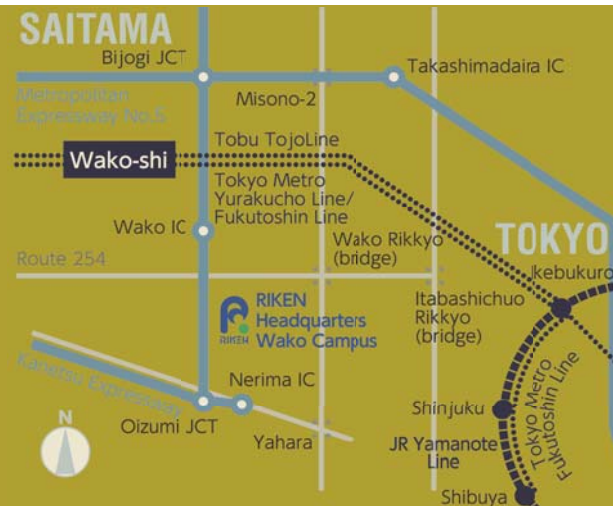 SAITAMA
Bijogi JCT
Takashimadaira IC
Metropolitan
Expressway No.5
Misono-2
Tobu TojoLine
Wako-shi
Tokyo Metro
Yurakucho Line/
Fukutoshin Line
Wako IC
Wako Rikkyo
(bridge)
TOKYO
Route 254
Ikebukuro
RIKEN
Headquarters
Wako Campus
RIKEN
Itabashichuo
Rikkyo
(bridge)
Kanetsu Expressway
Nerima IC
Oizumi JCT
Yahara
Shinjuku
JR Yamanote
Line
Tokyo Metro
Fukutoshin Line
Shibuya
N